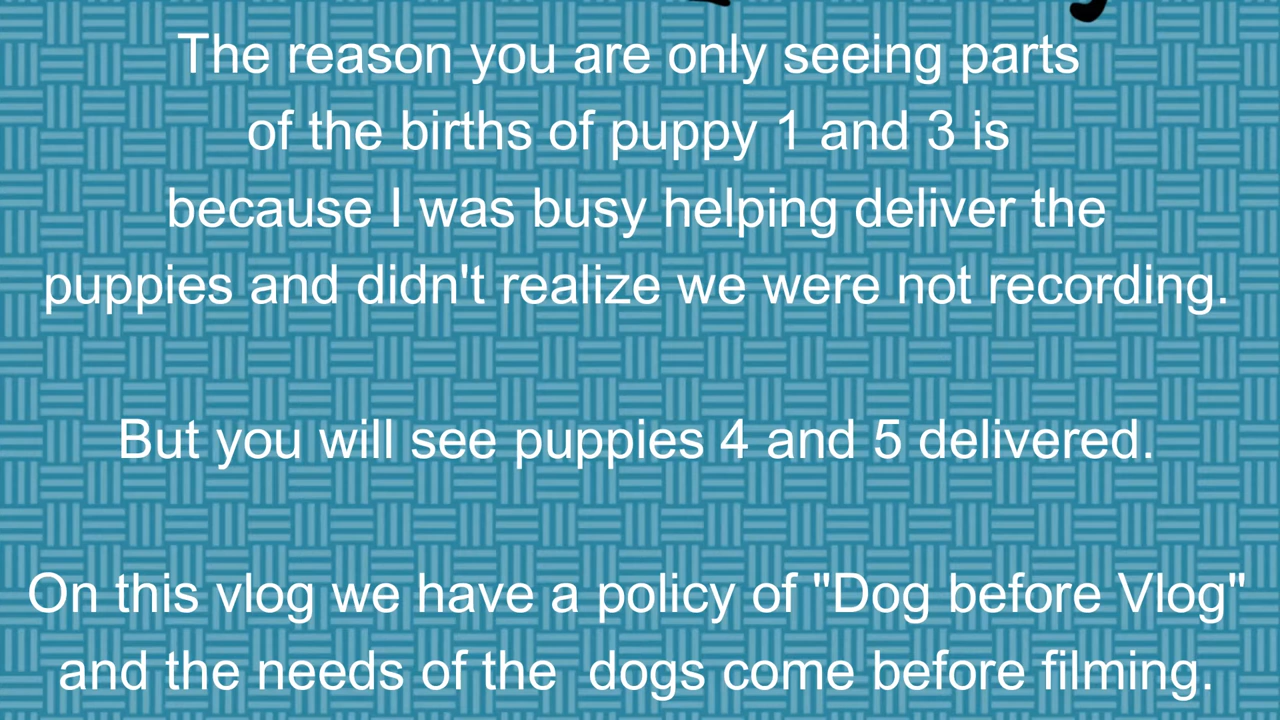 The reason you are only seeing parts
of the births of puppy 1 and 3 is
because I was busy helping deliver the
puppies and didn't realize we were not recording.
But you will see puppies 4 and 5 delivered.
On this vlog we have a policy of "Dog before Vlog"
and the needs of the  dogs come before filming.